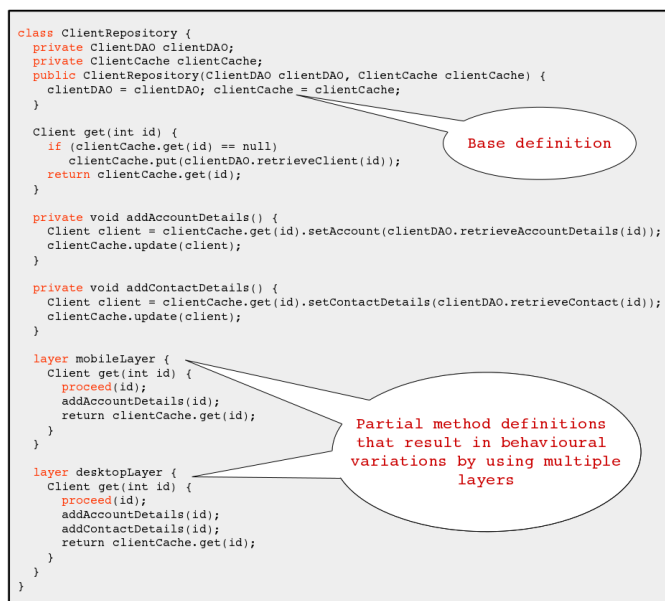 class ClientRepository {
private ClientDAO clientDAO;
private ClientCache clientCache;
public ClientRepository(ClientDAO clientDAO, ClientCache clientCache) {
clientDAO = clientDAO; clientCache = clientCache;
}
Base definition
Client get(int id) {
if (clientCache.get(id) == null)
clientCache.put(clientDAO.retrieveClient(id));
return clientCache.get(id);
}
private void addAccountDetails() {
Client client = clientCache.get(id).setAccount(clientDAO.retrieveAccountDetails(id));
clientCache.update(client);
}
private void addContactDetails() {
Client client = clientCache.get(id).setContactDetails(clientDAO.retrieveContact(id));
clientCache.update(client);
}
layer mobileLayer {
Client get(int id) {
proceed(id);
addAccountDetails(id);
return clientCache.get(id);
}
}
Partial method definitions
that result in behavioural
variations by using multiple
layers
layer desktopLayer {
Client get(int id) {
proceed(id);
addAccountDetails(id);
addContactDetails(id);
return clientCache.get(id);
}
}
}